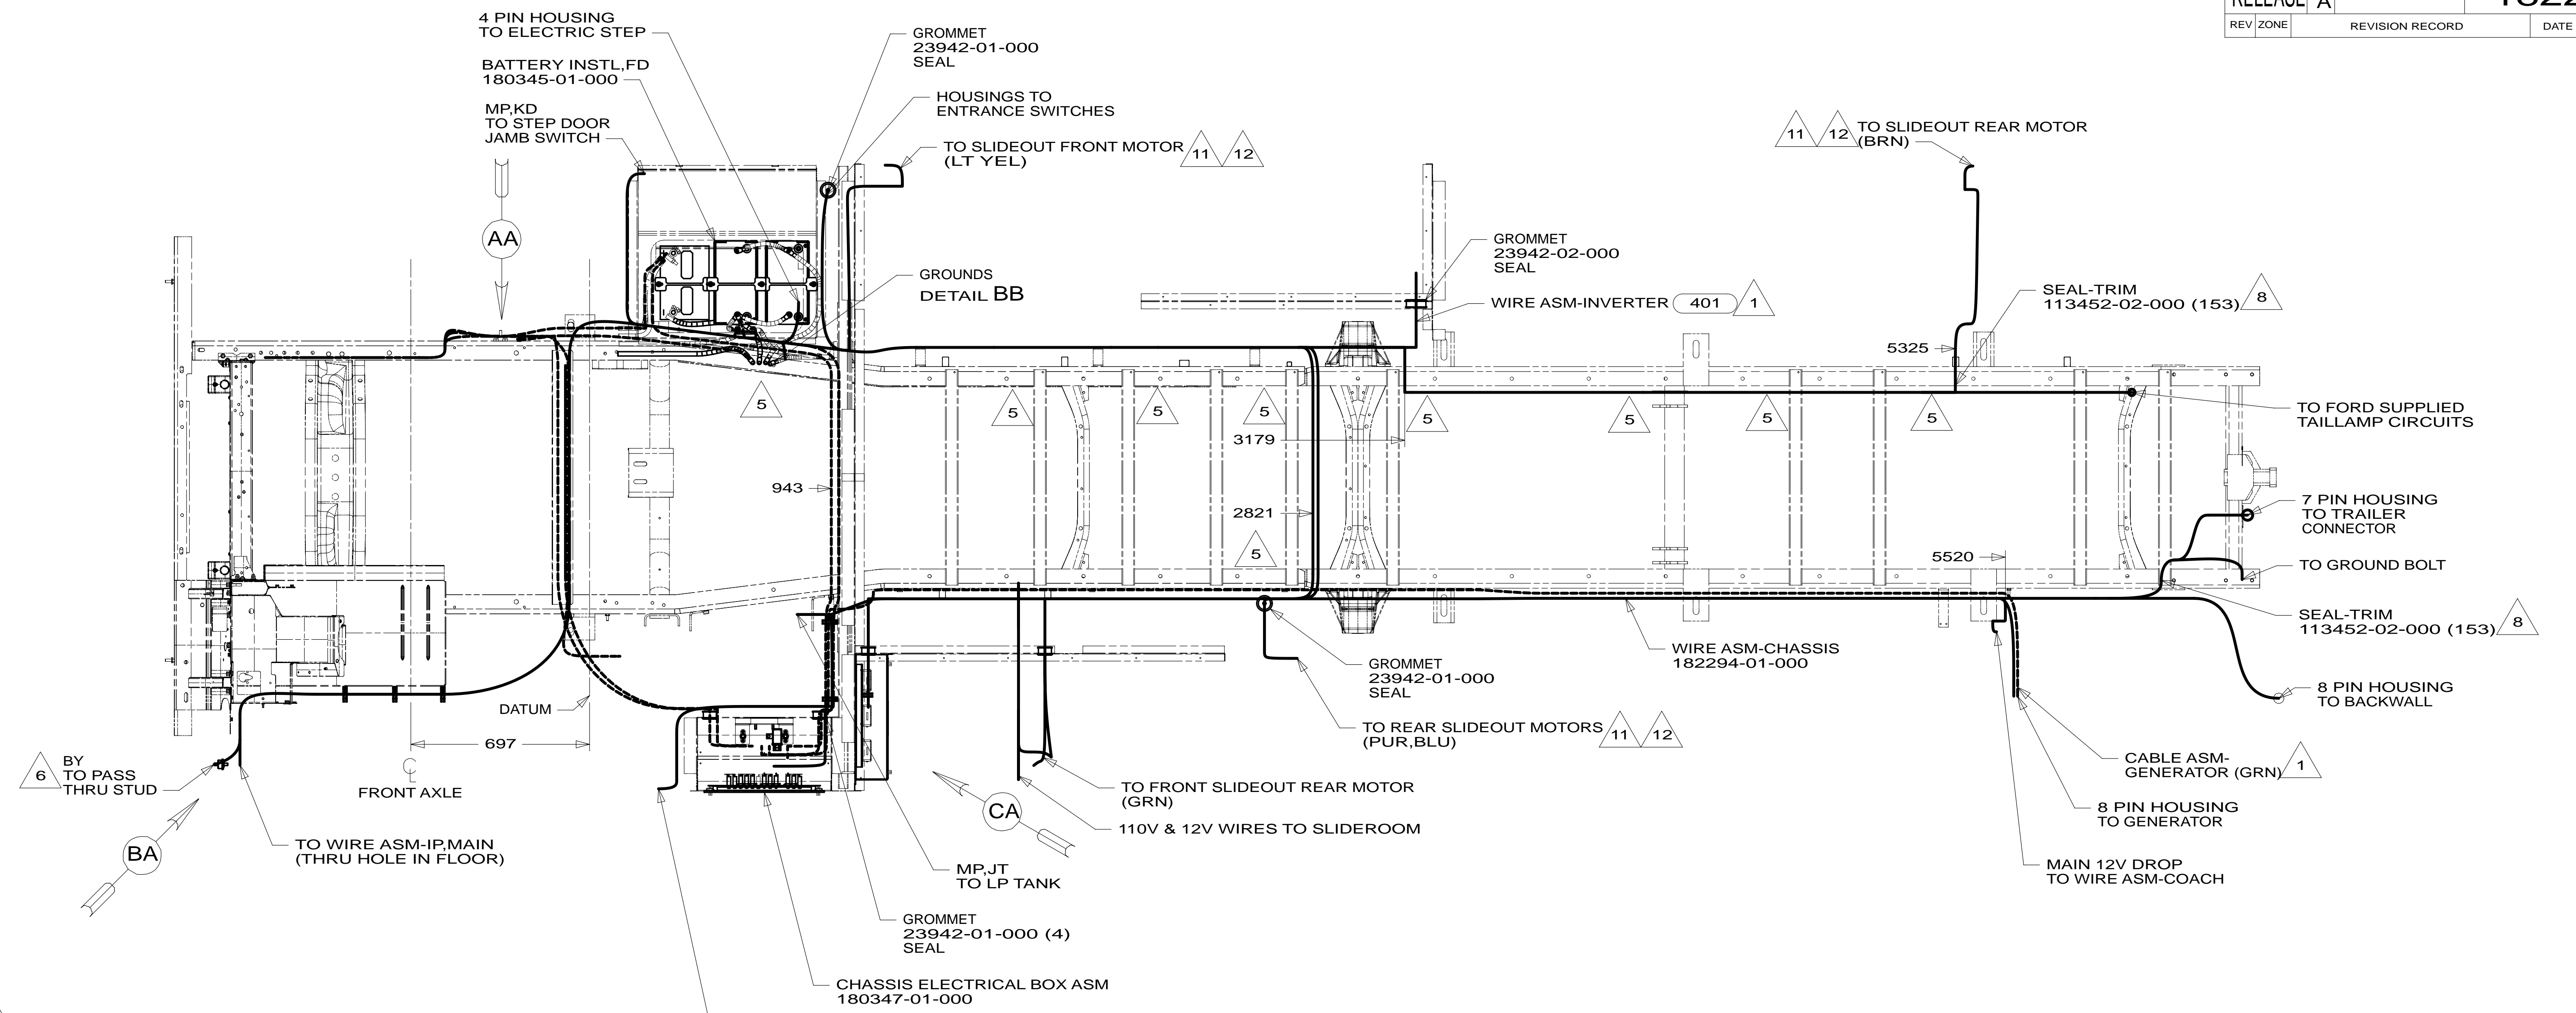 RELEASE A
REV ZONE REVISION RECORD DATE
4 PIN HOUSING
TO ELECTRIC STEP
BATTERY INSTL,FD
180345-01-000
MP,KD
TO STEP DOOR
JAMB SWITCH
GROMMET
23942-01-000
SEAL
HOUSINGS TO
ENTRANCE SWITCHES
TO SLIDEOUT FRONT MOTOR
(LT YEL)
11 12
11 12
TO SLIDEOUT REAR MOTOR
(BRN)
AA
GROUNDS
DETAIL BB
GROMMET
23942-02-000
SEAL
WIRE ASM-INVERTER 401 1
SEAL-TRIM
113452-02-000 (153) 8
5325
5
5
5
5
5
5
5
5
TO FORD SUPPLIED
TAILLAMP CIRCUITS
3179
943
2821
5
7 PIN HOUSING
TO TRAILER
CONNECTOR
5520
TO GROUND BOLT
SEAL-TRIM
113452-02-000 (153) 8
WIRE ASM-CHASSIS
182294-01-000
GROMMET
23942-01-000
SEAL
8 PIN HOUSING
TO BACKWALL
DATUM
697
CL
FRONT AXLE
TO REAR SLIDEOUT MOTORS
(PUR,BLU)
11 12
6
BY
TO PASS
THRU STUD
CABLE ASM-
GENERATOR (GRN) 1
TO FRONT SLIDEOUT REAR MOTOR
(GRN)
8 PIN HOUSING
TO GENERATOR
CA
110V & 12V WIRES TO SLIDEROOM
BA
TO WIRE ASM-IP,MAIN
(THRU HOLE IN FLOOR)
MP,JT
TO LP TANK
MAIN 12V DROP
TO WIRE ASM-COACH
GROMMET
23942-01-000 (4)
SEAL
CHASSIS ELECTRICAL BOX ASM
180347-01-000